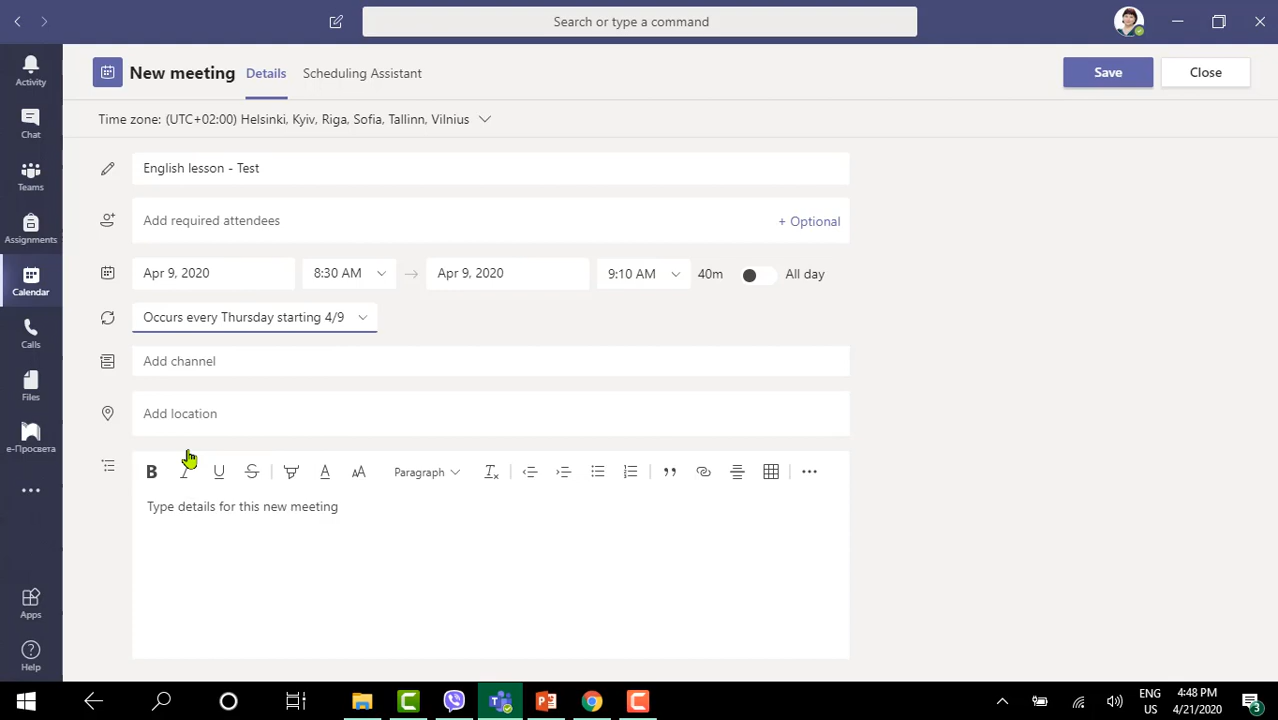 Search or type a command
Activity
Chat
Teams
Assignments
Calendar
Calls
Files
е-Просвета
Apps
Help
New meeting
Details
Scheduling Assistant
Save
Close
Time zone: (UTC+02:00) Helsinki, Kyiv, Riga, Sofia, Tallinn, Vilnius
English lesson - Test
Add required attendees
+ Optional
Apr 9, 2020
8:30 AM
Apr 9, 2020
9:10 AM
40m
All day
Occurs every Thursday starting 4/9
Add channel
Add location
B I U S A AA Paragraph
Type details for this new meeting
ENG
US
4:48 PM
4/21/2020
3